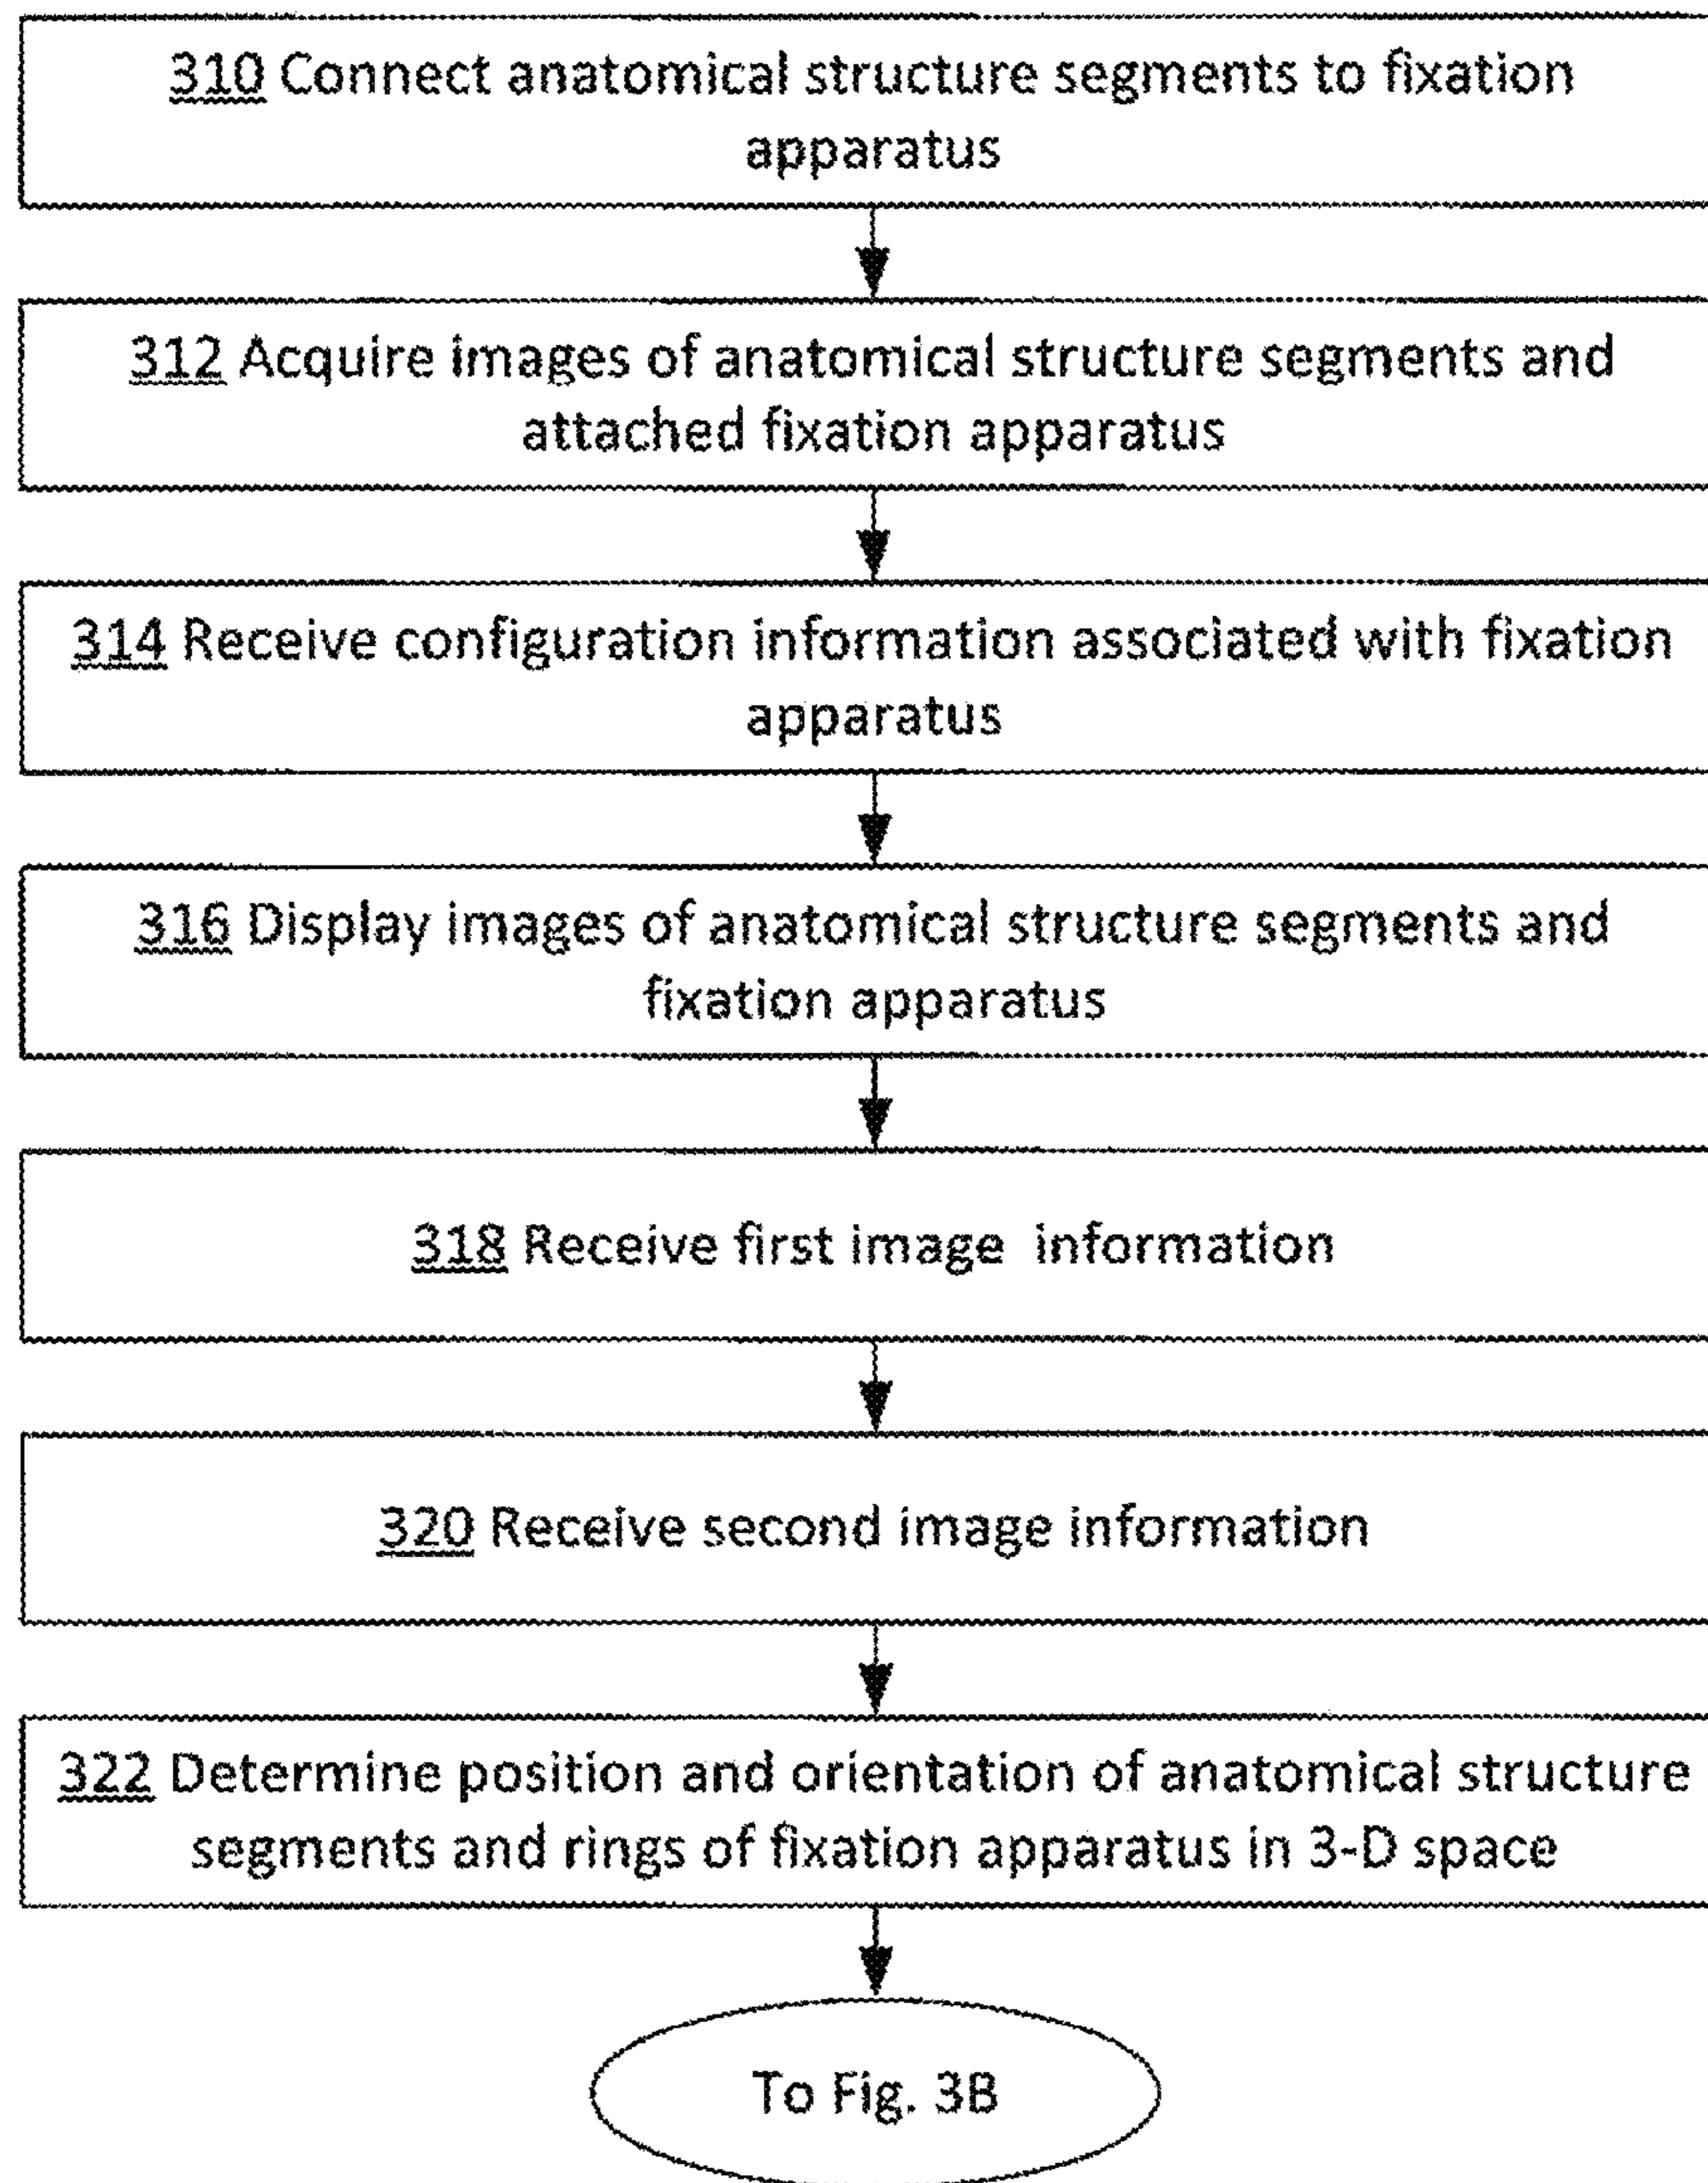 310 Connect anatomical structure segments to fixation
apparatus
312 Acquire images of anatomical structure segments and
attached fixation apparatus
314 Receive configuration information associated with fixation
apparatus
316 Display images of anatomical structure segments and
fixation apparatus
318 Receive first image information
320 Receive second image information
322 Determine position and orientation of anatomical structure
segments and rings of fixation apparatus in 3-D space
To Fig. 3B